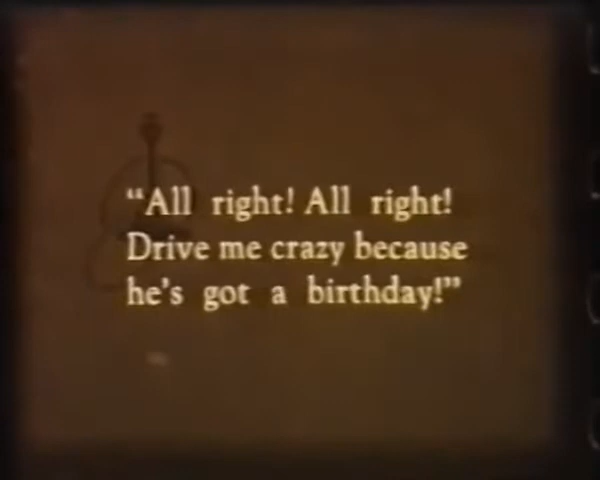 “All right! All right!
Drive me crazy because
he's got a birthday!”